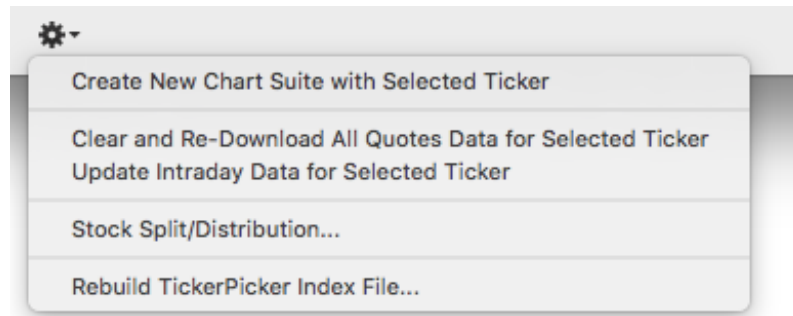 Create New Chart Suite with Selected Ticker
Clear and Re-Download All Quotes Data for Selected Ticker
Update Intraday Data for Selected Ticker
Stock Split/Distribution...
Rebuild TickerPicker Index File...